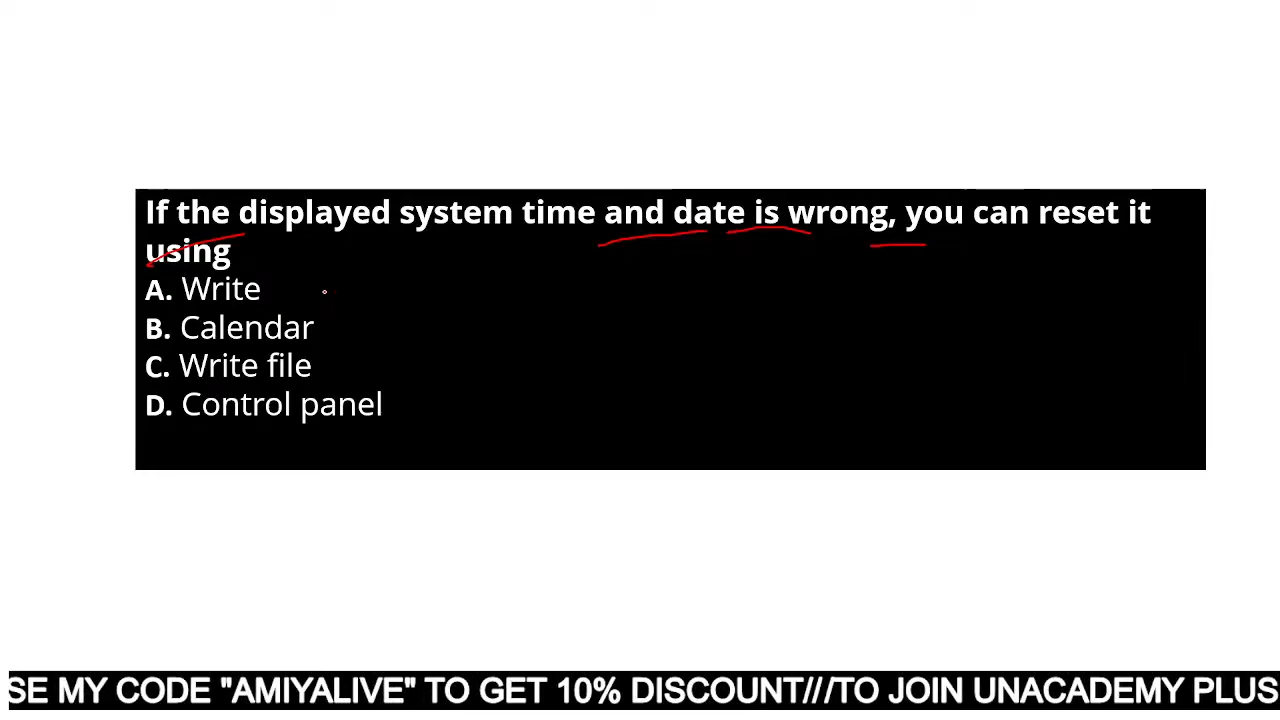 If the displayed system time and date is wrong, you can reset it
using
A. Write
B. Calendar
C. Write file
D. Control panel
SE MY CODE "AMIYALIVE" TO GET 10% DISCOUNT///TO JOIN UNACADEMY PLUS